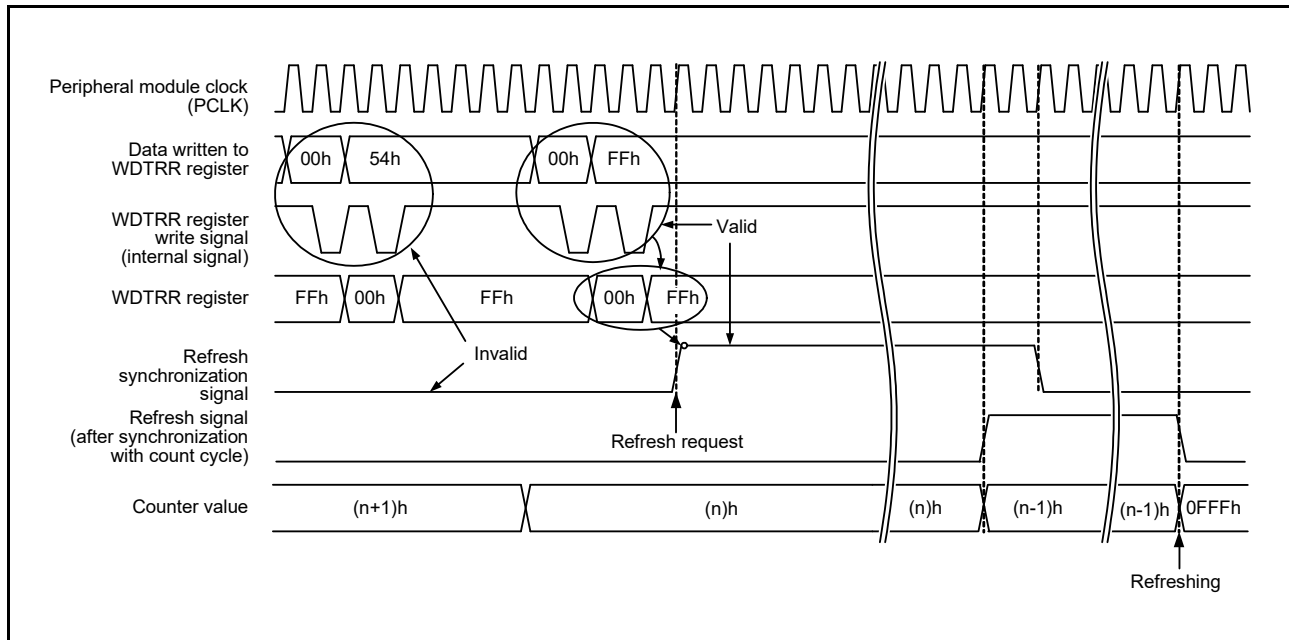 Peripheral module clock
(PCLK)
Data written to
WDTRR register
00h
54h
00h
FFh
WDTRR register
write signal
(internal signal)
Valid
WDTRR register
FFh
00h
FFh
00h
FFh
Refresh
synchronization
signal
Invalid
Refresh request
Refresh signal
(after synchronization
with count cycle)
Counter value
(n+1)h
(n)h
(n)h
(n-1)h
(n-1)h
0FFFh
Refreshing